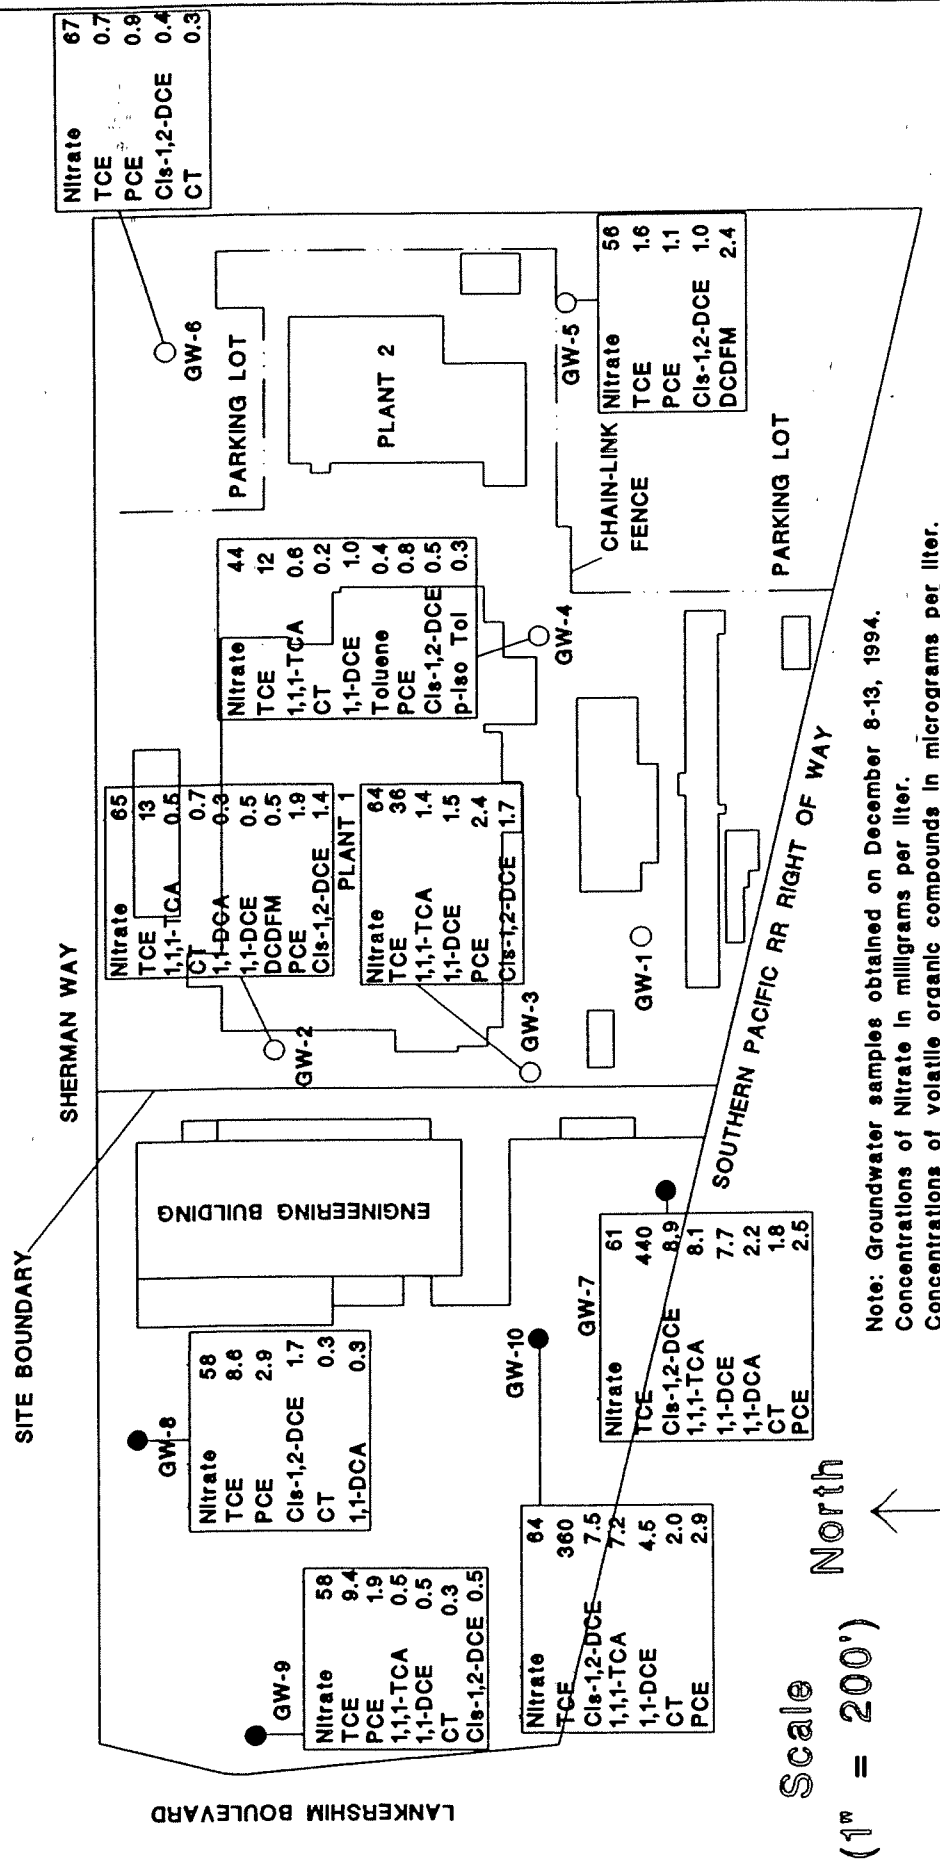 SHERMAN WAY
SITE BOUNDARY
LANKERSHIM BOULEVARD
ENGINEERING BUILDING
PLANT 1
PLANT 2
PARKING LOT
PARKING LOT
CHAIN-LINK
FENCE
SOUTHERN PACIFIC RR RIGHT OF WAY
GW-9
Nitrate 58
TCE 9.4
PCE 1.9
1,1,1-TCA 0.5
1,1-DCE 0.5
CT 0.3
Cis-1,2-DCE 0.5
GW-8
Nitrate 58
TCE 8.6
PCE 2.9
Cis-1,2-DCE 1.7
CT 0.3
1,1-DCA 0.3
GW-10
Nitrate 64
TCE 360
Cis-1,2-DCE 7.5
1,1,1-TCA 7.2
1,1-DCE 4.5
CT 2.0
PCE 2.9
GW-7
Nitrate 61
TCE 440
Cis-1,2-DCE 8.9
1,1,1-TCA 8.1
1,1-DCE 7.7
1,1-DCA 2.2
CT 1.8
PCE 2.5
GW-2
Nitrate 65
TCE 13
1,1,1-TCA 0.5
CT 0.7
1,1-DCA 0.3
1,1-DCE 0.5
DCDFM 0.5
PCE 1.9
Cis-1,2-DCE 1.4
GW-3
Nitrate 64
TCE 36
1,1,1-TCA 1.4
1,1-DCE 1.5
PCE 2.4
Cis-1,2-DCE 1.7
GW-1
GW-4
Nitrate 44
TCE 12
1,1,1-TCA 0.6
CT 0.2
1,1-DCE 1.0
Toluene 0.4
PCE 0.8
Cis-1,2-DCE 0.5
p-Iso Tol 0.3
GW-6
Nitrate 67
TCE 0.7
PCE 0.9
Cis-1,2-DCE 0.4
CT 0.3
GW-5
Nitrate 56
TCE 1.6
PCE 1.1
Cis-1,2-DCE 1.0
DCDFM 2.4
Scale
(1" = 200')
North
Note: Groundwater samples obtained on December 8-13, 1994.
Concentrations of Nitrate in milligrams per liter.
Concentrations of volatile organic compounds in micrograms per liter.